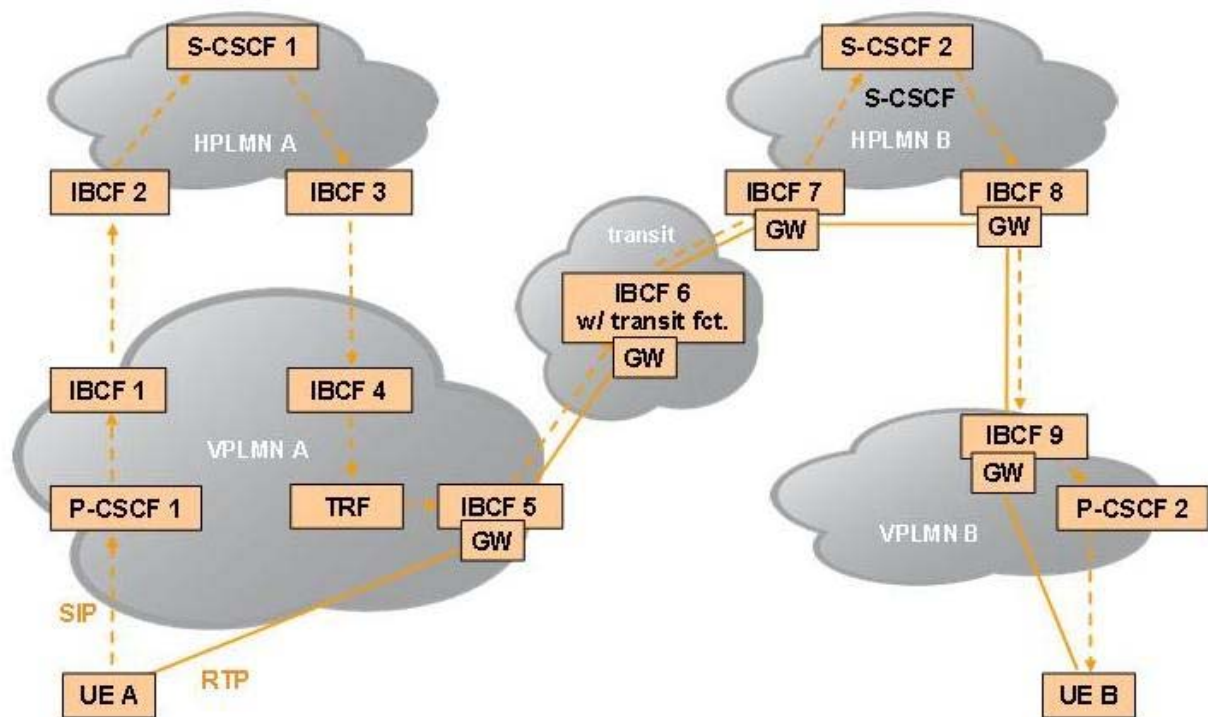 S-CSCF 1
S-CSCF 2
S-CSCF
HPLMN A
HPLMN B
IBCF 2
IBCF 3
IBCF 7
IBCF 8
GW
GW
transit
IBCF 6
w/ transit fct.
GW
IBCF 1
IBCF 4
IBCF 9
GW
VPLMN A
P-CSCF 1
TRF
IBCF 5
GW
P-CSCF 2
VPLMN B
SIP
RTP
UE A
UE B